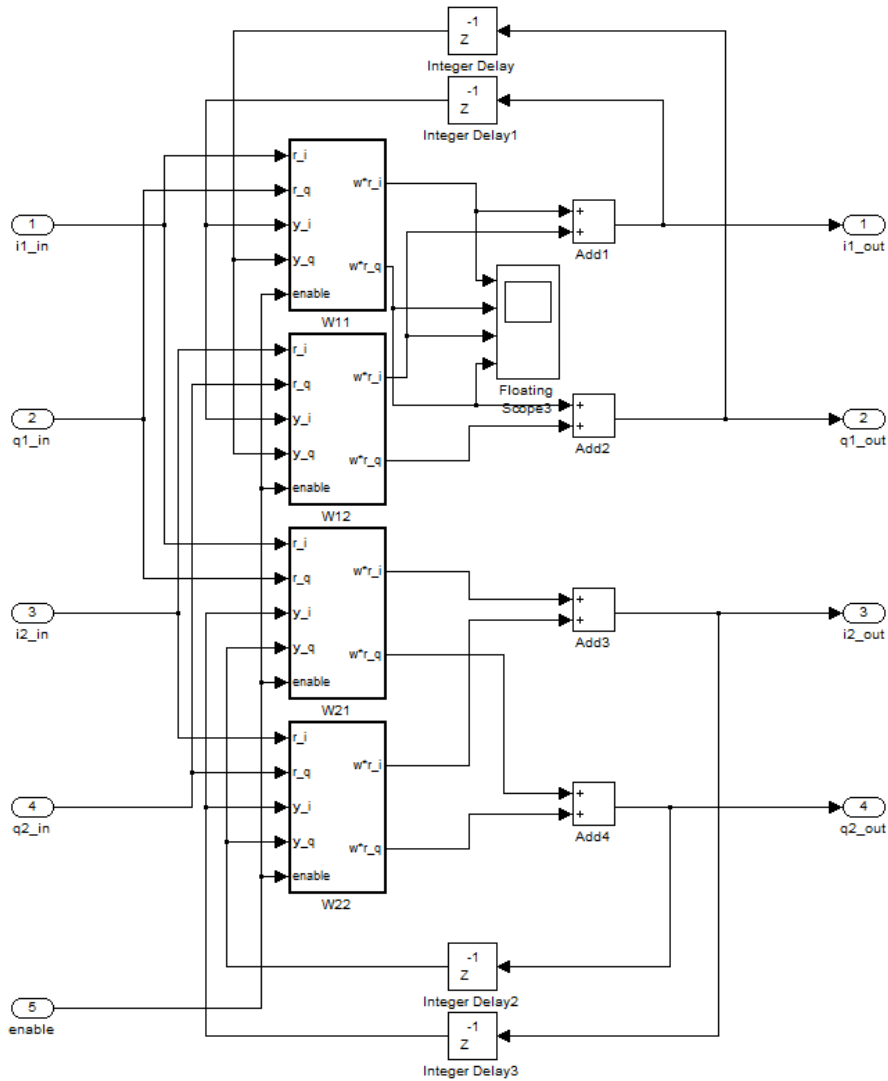 -1
Z
Integer Delay
-1
Z
Integer Delay1
1
i1_in
r_i
r_q
y_i
y_q
enable
w*r_i
w*r_q
W11
+
+
Add1
1
i1_out
Floating
Scope3
2
q1_in
r_i
r_q
y_i
y_q
enable
w*r_i
w*r_q
W12
+
+
Add2
2
q1_out
3
i2_in
r_i
r_q
y_i
y_q
enable
w*r_i
w*r_q
W21
+
+
Add3
3
i2_out
4
q2_in
r_i
r_q
y_i
y_q
enable
w*r_i
w*r_q
W22
+
+
Add4
4
q2_out
-1
Z
Integer Delay2
5
enable
-1
Z
Integer Delay3